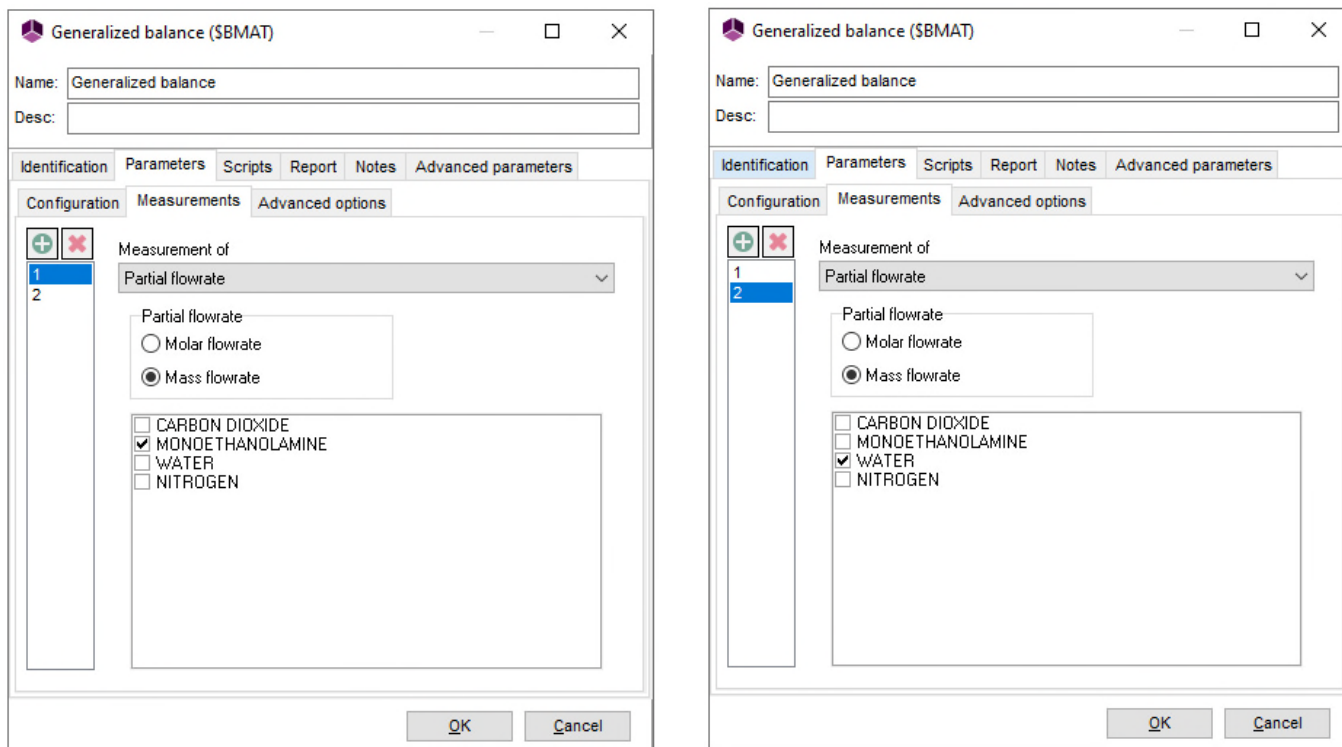 Generalized balance ($BMAT)
Name: Generalized balance
Desc:
Identification Parameters Scripts Report Notes Advanced parameters
Configuration Measurements Advanced options
Measurement of
1
2
Partial flowrate
Partial flowrate
Molar flowrate
Mass flowrate
CARBON DIOXIDE
MONOETHANOLAMINE
WATER
NITROGEN
OK Cancel
Generalized balance ($BMAT)
Name: Generalized balance
Desc:
Identification Parameters Scripts Report Notes Advanced parameters
Configuration Measurements Advanced options
Measurement of
1
2
Partial flowrate
Partial flowrate
Molar flowrate
Mass flowrate
CARBON DIOXIDE
MONOETHANOLAMINE
WATER
NITROGEN
OK Cancel